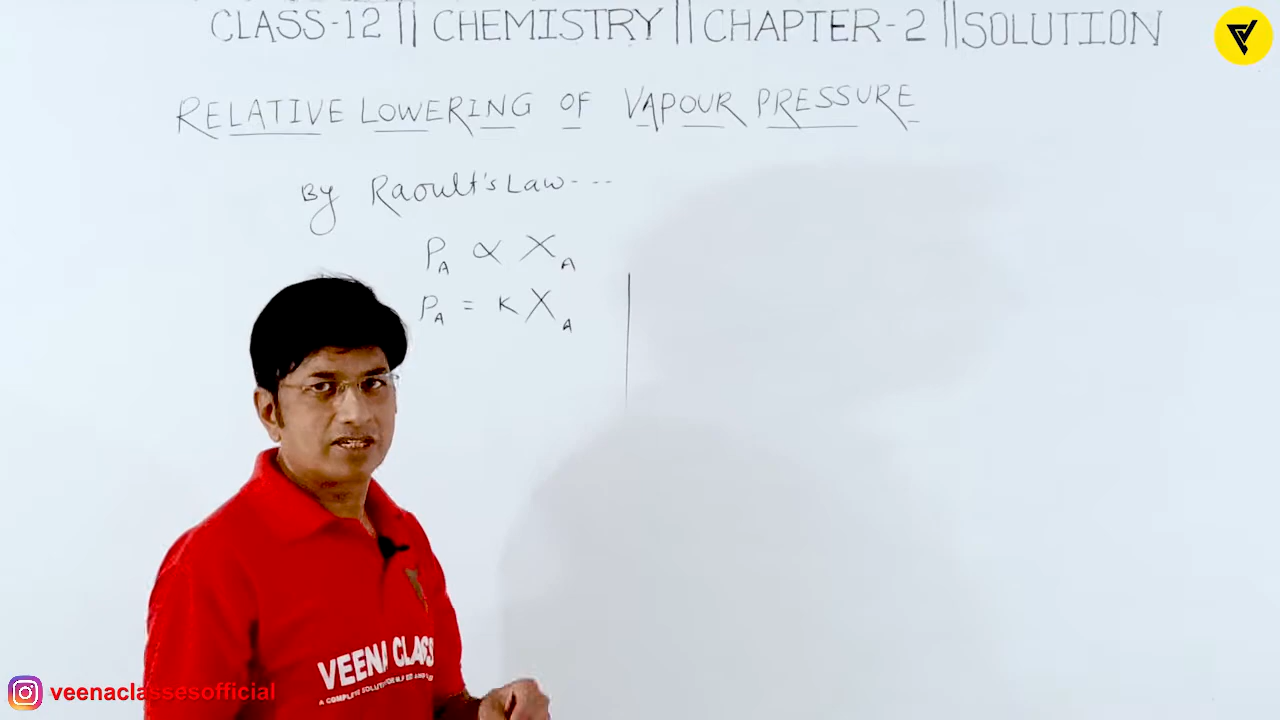 CLASS-12 || CHEMISTRY || CHAPTER-2 || SOLUTION
RELATIVE LOWERING OF VAPOUR PRESSURE
By Raoult's Law----
P_A ∝ X_A
P_A = K X_A
VEENA CLASSES
veenaclassesofficial